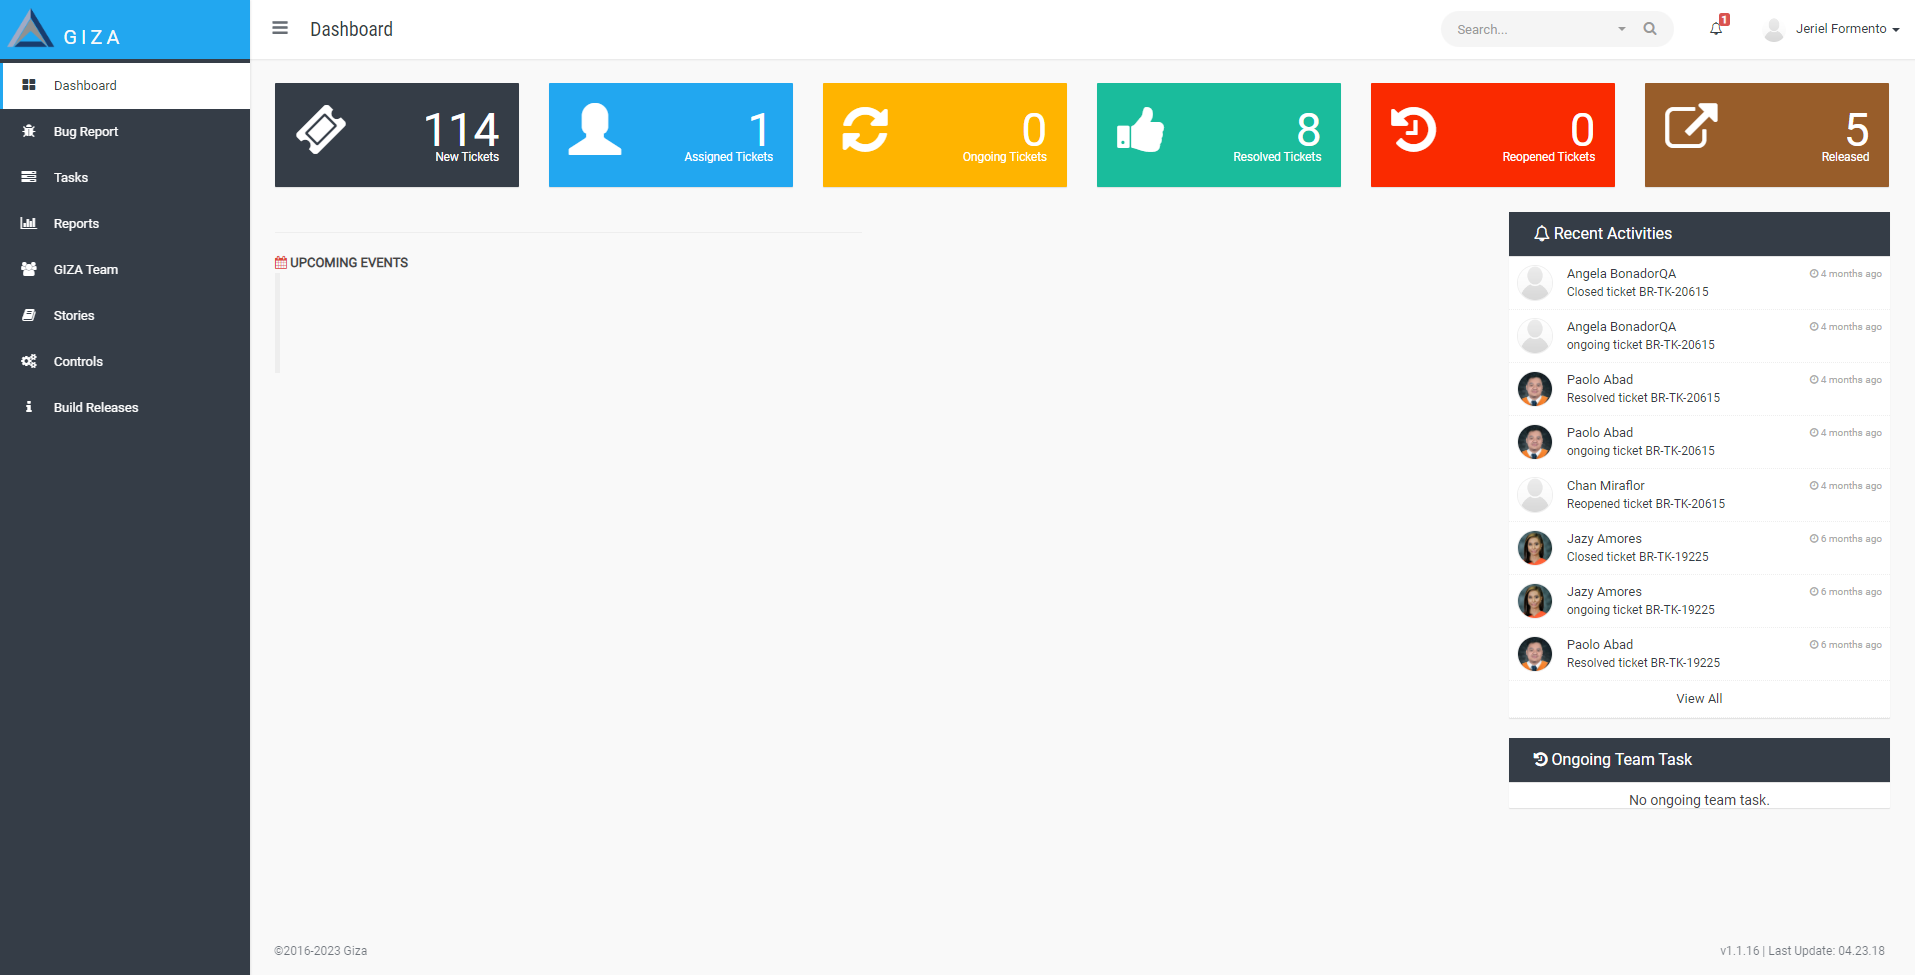 GIZA
Dashboard
Search...
1
Jeriel Formento
Dashboard
Bug Report
Tasks
Reports
GIZA Team
Stories
Controls
Build Releases
114
New Tickets
1
Assigned Tickets
0
Ongoing Tickets
8
Resolved Tickets
0
Reopened Tickets
5
Released
UPCOMING EVENTS
Recent Activities
Angela BonadorQA
4 months ago
Closed ticket BR-TK-20615
Angela BonadorQA
4 months ago
ongoing ticket BR-TK-20615
Paolo Abad
4 months ago
Resolved ticket BR-TK-20615
Paolo Abad
4 months ago
ongoing ticket BR-TK-20615
Chan Miraflor
4 months ago
Reopened ticket BR-TK-20615
Jazy Amores
6 months ago
Closed ticket BR-TK-19225
Jazy Amores
6 months ago
ongoing ticket BR-TK-19225
Paolo Abad
6 months ago
Resolved ticket BR-TK-19225
View All
Ongoing Team Task
No ongoing team task.
©2016-2023 Giza
v1.1.16 | Last Update: 04.23.18